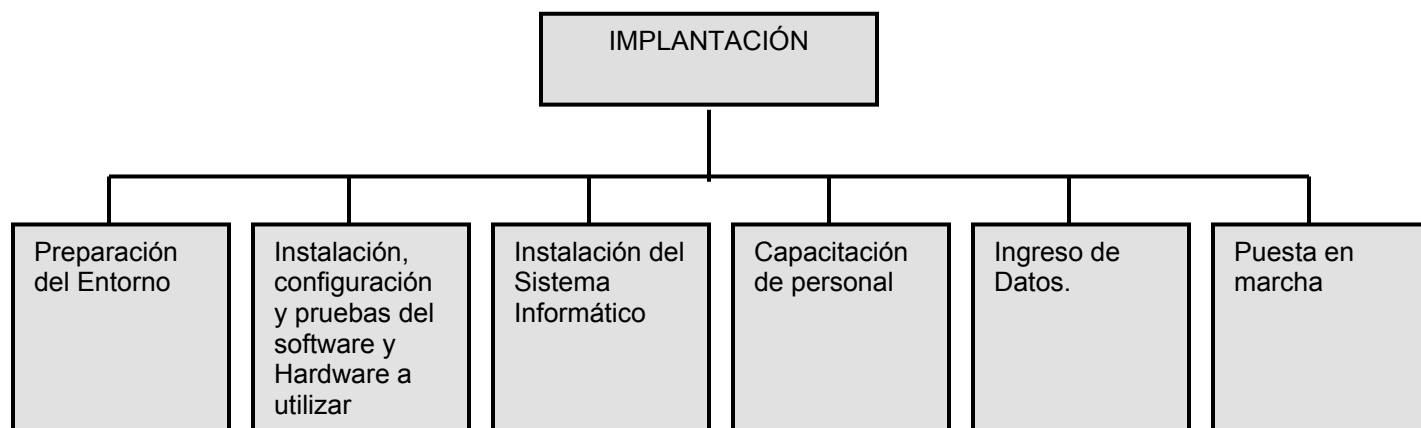 IMPLANTACIÓN
Preparación
del Entorno
Instalación,
configuración
y pruebas del
software y
Hardware a
utilizar
Instalación del
Sistema
Informático
Capacitación
de personal
Ingreso de
Datos.
Puesta en
marcha